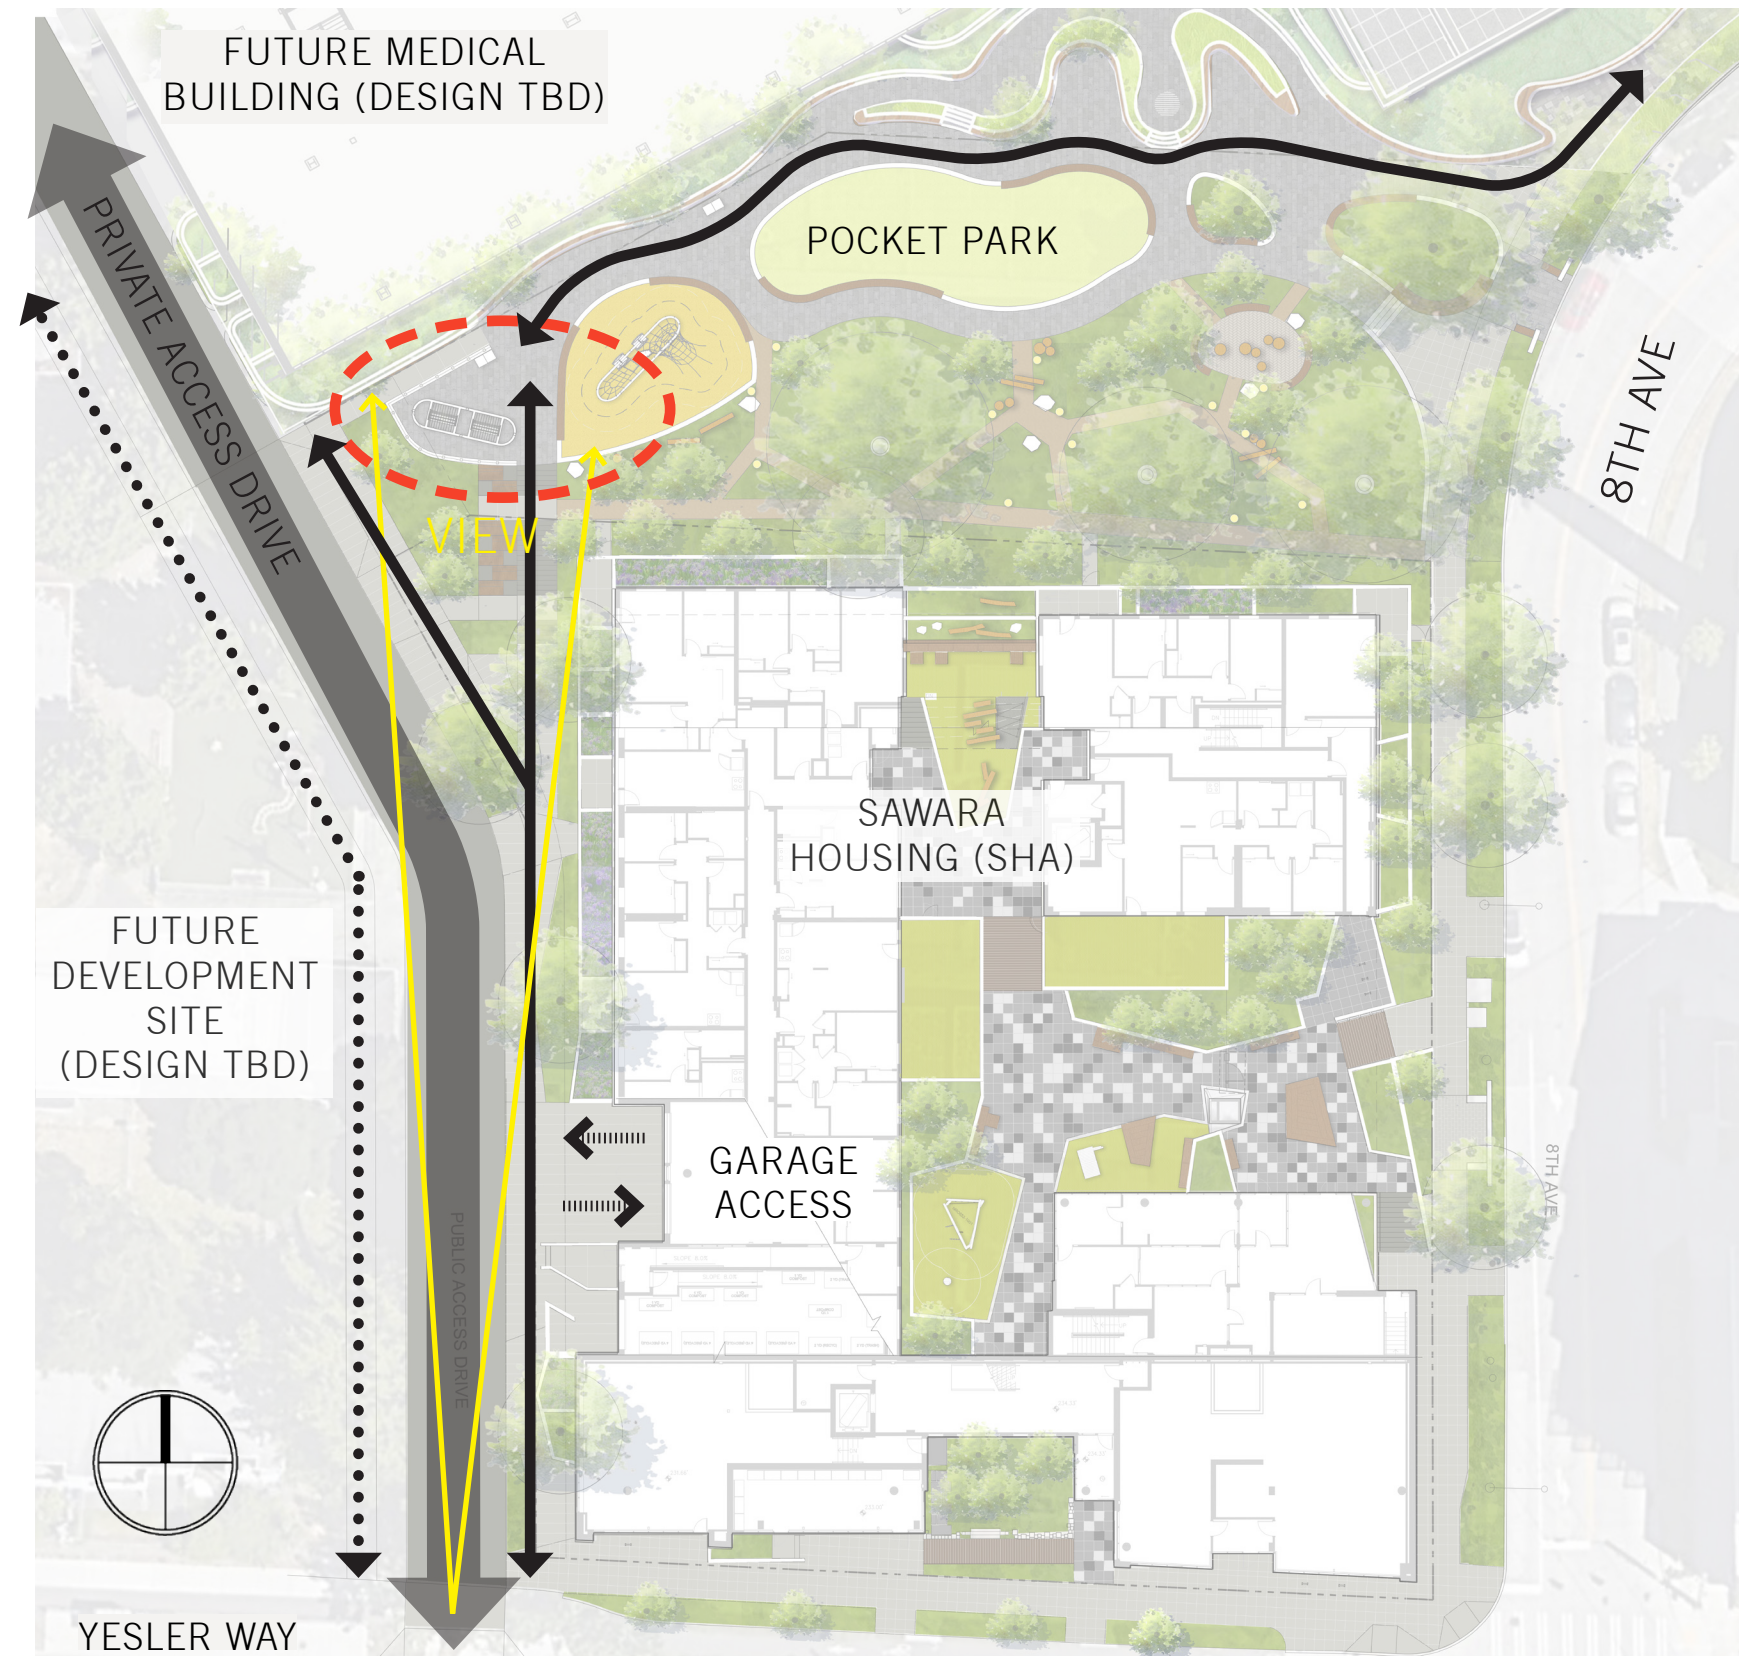 FUTURE MEDICAL
BUILDING (DESIGN TBD)
PRIVATE ACCESS DRIVE
POCKET PARK
8TH AVE
VIEW
SAWARA
HOUSING (SHA)
FUTURE
DEVELOPMENT
SITE
(DESIGN TBD)
GARAGE
ACCESS
8TH AVE
PUBLIC ACCESS DRIVE
YESLER WAY